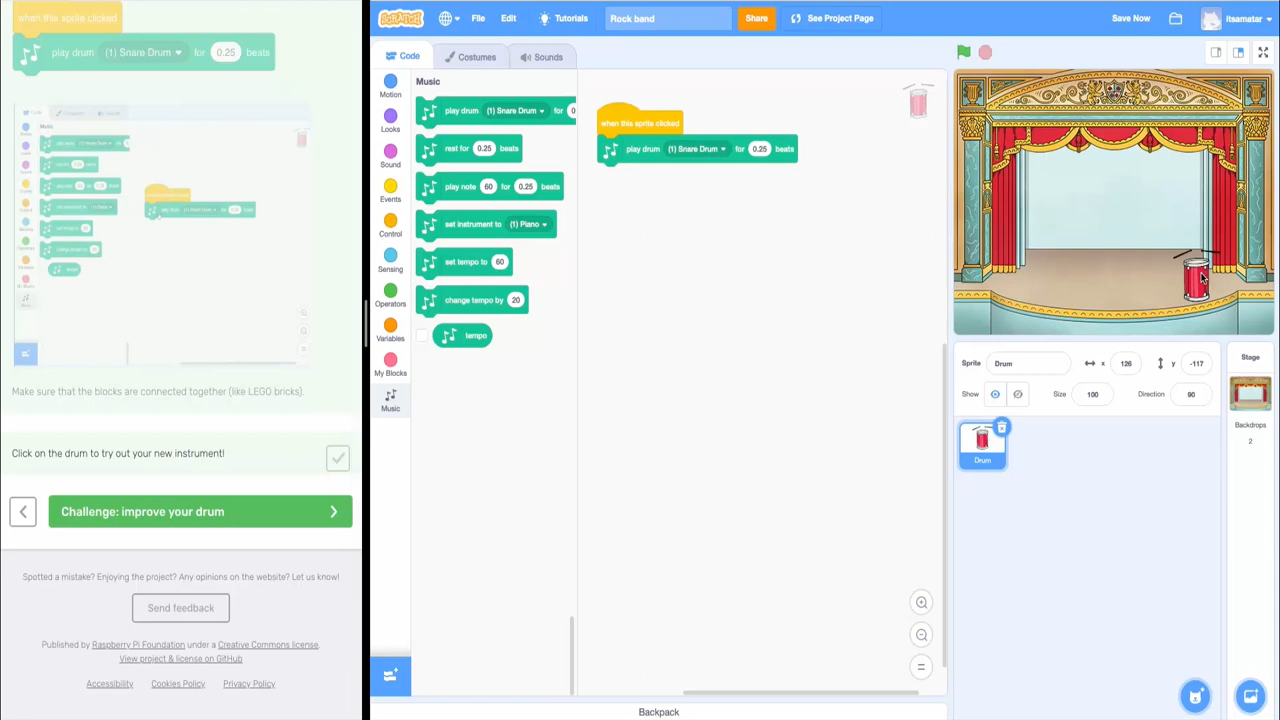 when this sprite clicked
play drum (1) Snare Drum for 0.25 beats
Make sure that the blocks are connected together (like LEGO bricks).
Click on the drum to try out your new instrument!
Challenge: improve your drum
Spotted a mistake? Enjoying the project? Any opinions on the website? Let us know!
Send feedback
Published by Raspberry Pi Foundation under a Creative Commons license.
View project & license on GitHub
Accessibility Cookies Policy Privacy Policy
SCRATCH File Edit Tutorials Rock band Share See Project Page Save Now itsamatar
Code Costumes Sounds
Motion
Looks
Sound
Events
Control
Sensing
Operators
Variables
My Blocks
Music
Music
play drum (1) Snare Drum for 0
rest for 0.25 beats
play note 60 for 0.25 beats
set instrument to (1) Piano
set tempo to 60
change tempo by 20
tempo
when this sprite clicked
play drum (1) Snare Drum for 0.25 beats
Sprite Drum x 126 y -117
Show Size 100 Direction 90
Drum
Stage
Backdrops
2
Backpack